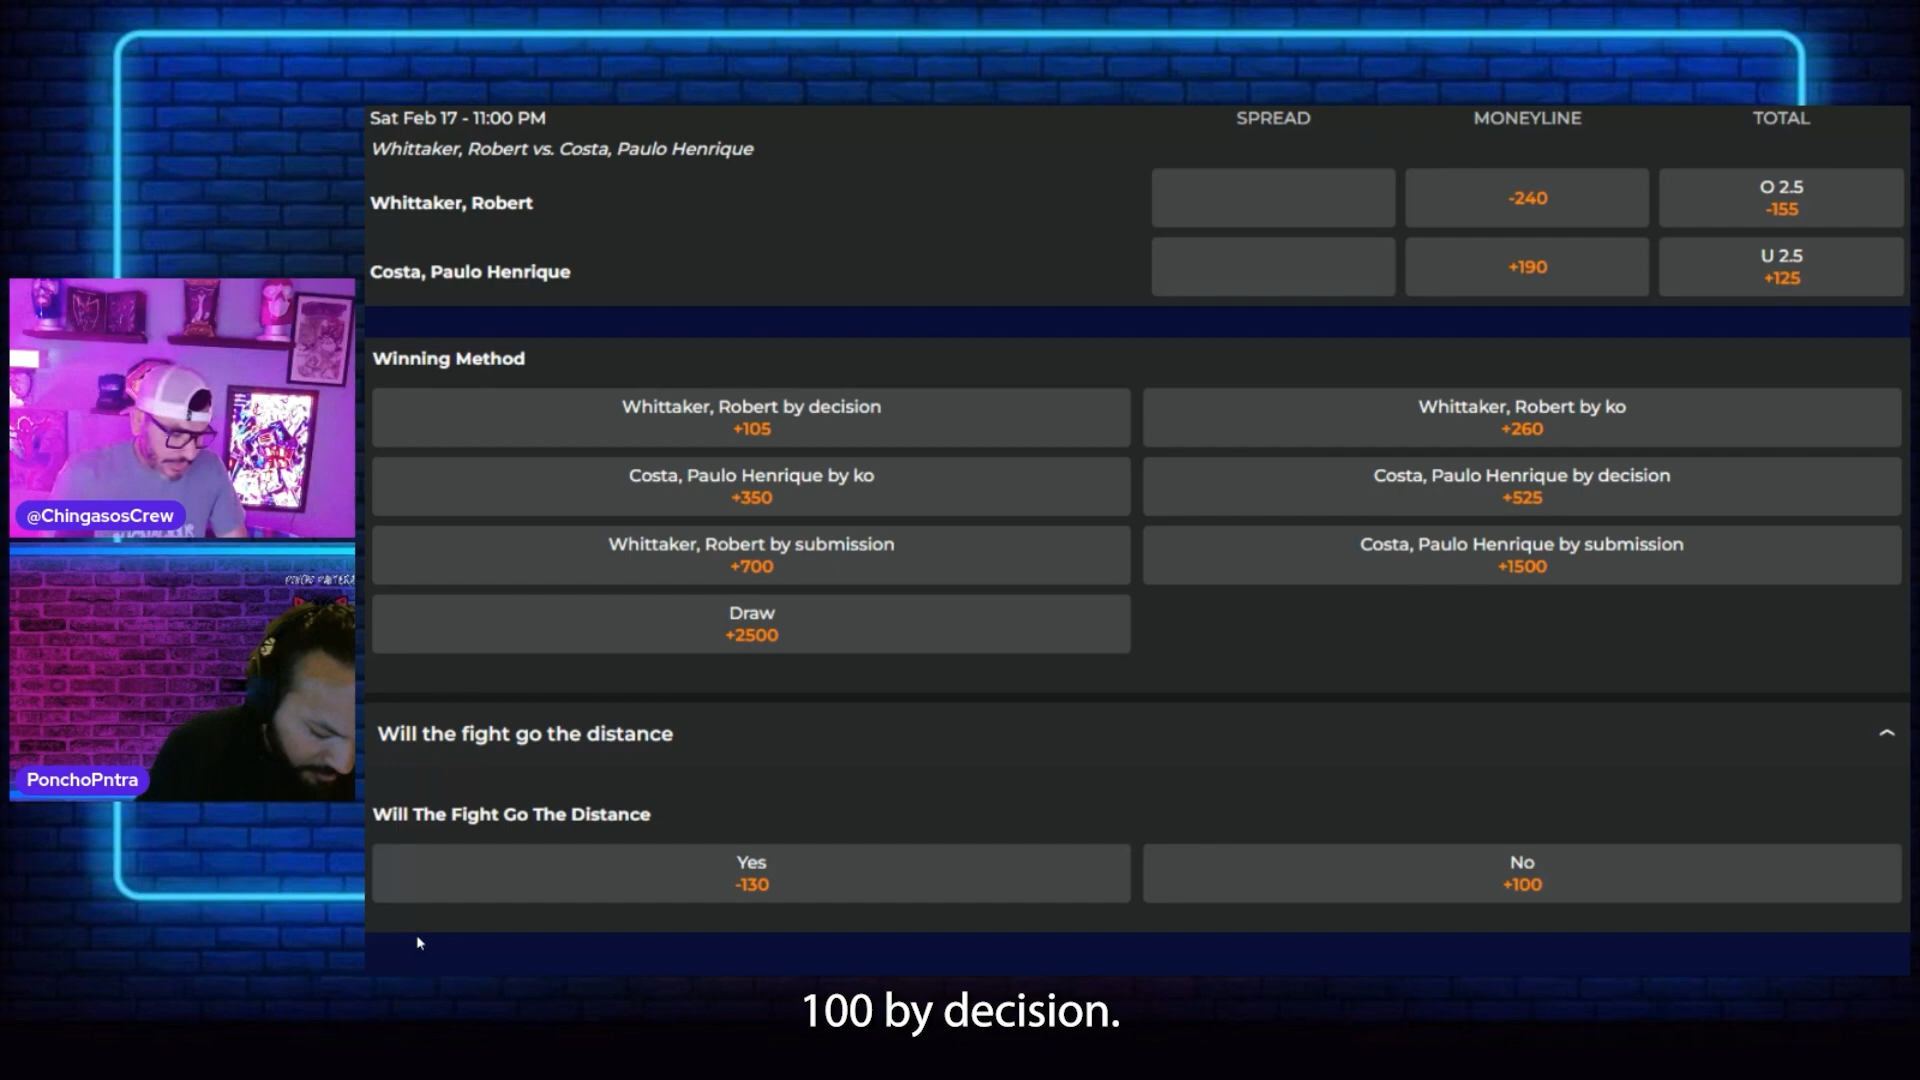 Sat Feb 17 - 11:00 PM
SPREAD MONEYLINE TOTAL
Whittaker, Robert vs. Costa, Paulo Henrique
Whittaker, Robert
-240
O 2.5
-155
Costa, Paulo Henrique
+190
U 2.5
+125
Winning Method
Whittaker, Robert by decision
+105
Whittaker, Robert by ko
+260
Costa, Paulo Henrique by ko
+350
Costa, Paulo Henrique by decision
+525
Whittaker, Robert by submission
+700
Costa, Paulo Henrique by submission
+1500
Draw
+2500
Will the fight go the distance
Will The Fight Go The Distance
Yes
-130
No
+100
@ChingasosCrew
PONCHO PANTERA
PonchoPntra
100 by decision.